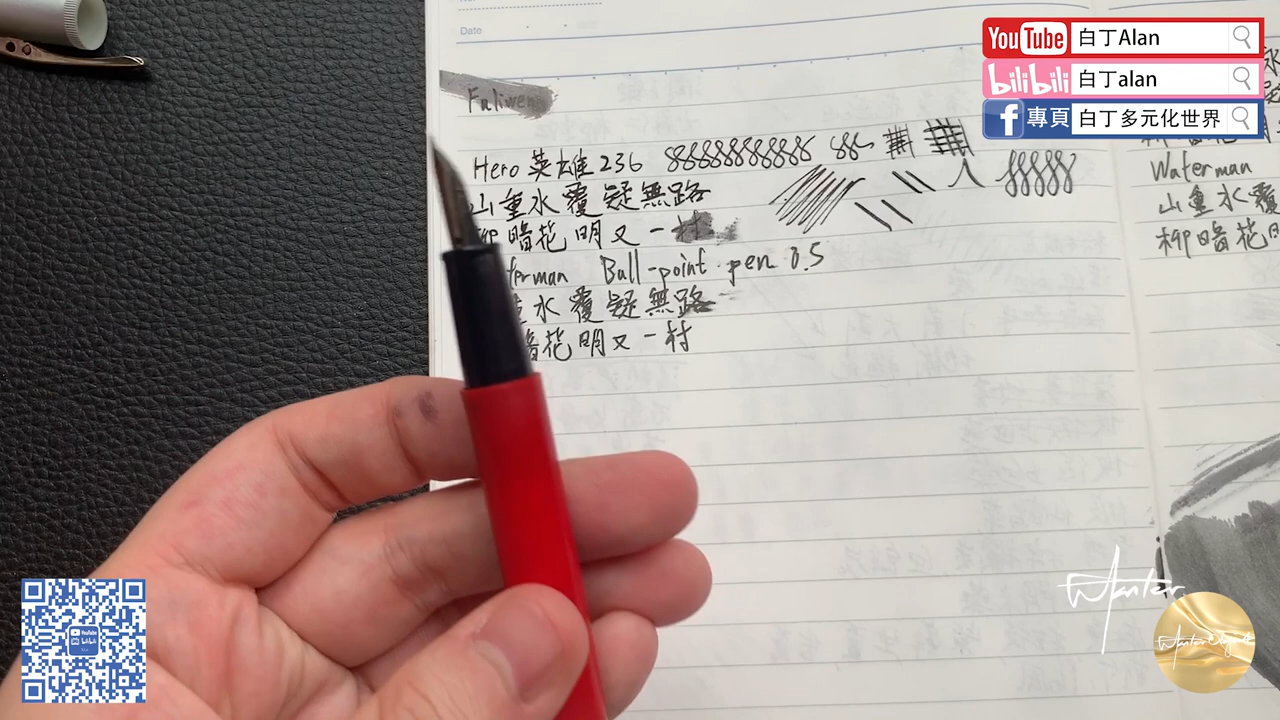 Date
Fuliwen
Hero 英雄 236
山重水覆疑無路
柳暗花明又一村
Ball-point pen 0.5
水覆疑無路
暗花明又一村
Waterman
山重水覆
柳暗花明
YouTube 白丁Alan
bilibili 白丁alan
f 專頁 白丁多元化世界
Wanter